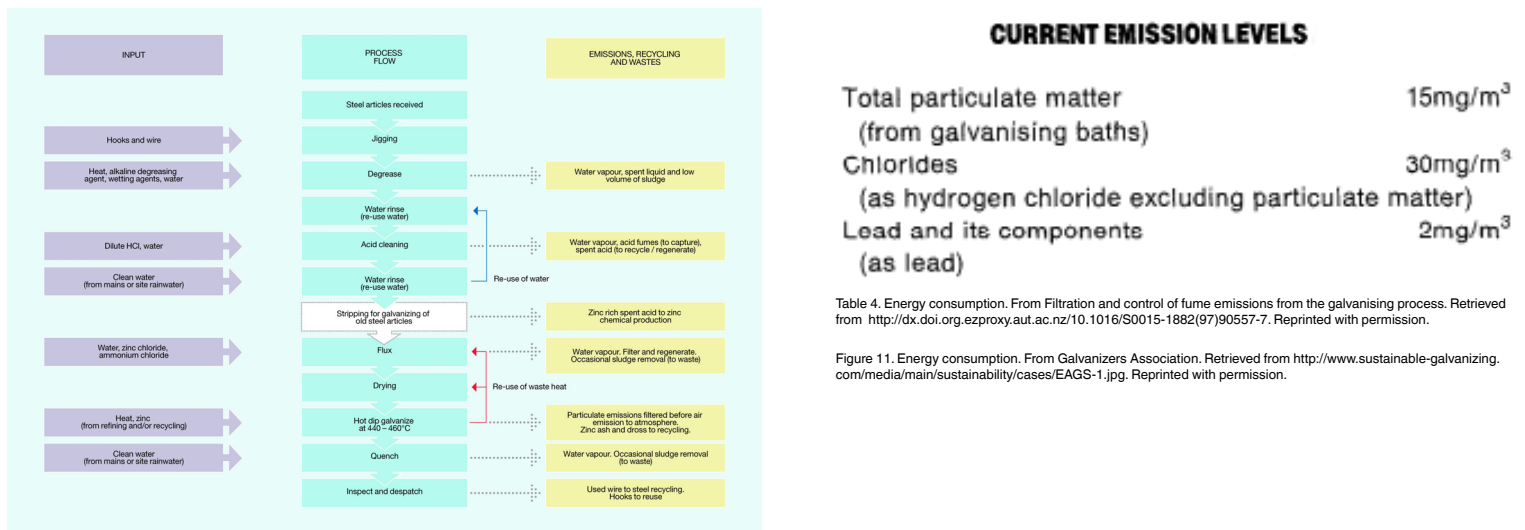 INPUT
PROCESS
FLOW
EMISSIONS, RECYCLING
AND WASTES
Steel articles received
Hooks and wire
Jigging
Heat, alkaline degreasing
agent, wetting agents, water
Degrease
Water vapour, spent liquid and low
volume of sludge
Water rinse
(re-use water)
Dilute HCl, water
Acid cleaning
Water vapour, acid fumes (to capture),
spent acid (to recycle / regenerate)
Clean water
(from mains or site rainwater)
Water rinse
(re-use water)
Re-use of water
Stripping for galvanizing of
old steel articles
Zinc rich spent acid to zinc
chemical production
Water, zinc chloride,
ammonium chloride
Flux
Water vapour. Filter and regenerate.
Occasional sludge removal (to waste)
Drying
Re-use of waste heat
Heat, zinc
(from refining and/or recycling)
Hot dip galvanize
at 440 – 460°C
Particulate emissions filtered before air
emission to atmosphere.
Zinc ash and dross to recycling.
Clean water
(from mains or site rainwater)
Quench
Water vapour. Occasional sludge removal
(to waste)
Inspect and despatch
Used wire to steel recycling.
Hooks to reuse
CURRENT EMISSION LEVELS
Total particulate matter 15mg/m³
(from galvanising baths)
Chlorides 30mg/m³
(as hydrogen chloride excluding particulate matter)
Lead and its components 2mg/m³
(as lead)
Table 4. Energy consumption. From Filtration and control of fume emissions from the galvanising process. Retrieved
from http://dx.doi.org.ezproxy.aut.ac.nz/10.1016/S0015-1882(97)90557-7. Reprinted with permission.
Figure 11. Energy consumption. From Galvanizers Association. Retrieved from http://www.sustainable-galvanizing.
com/media/main/sustainability/cases/EAGS-1.jpg. Reprinted with permission.